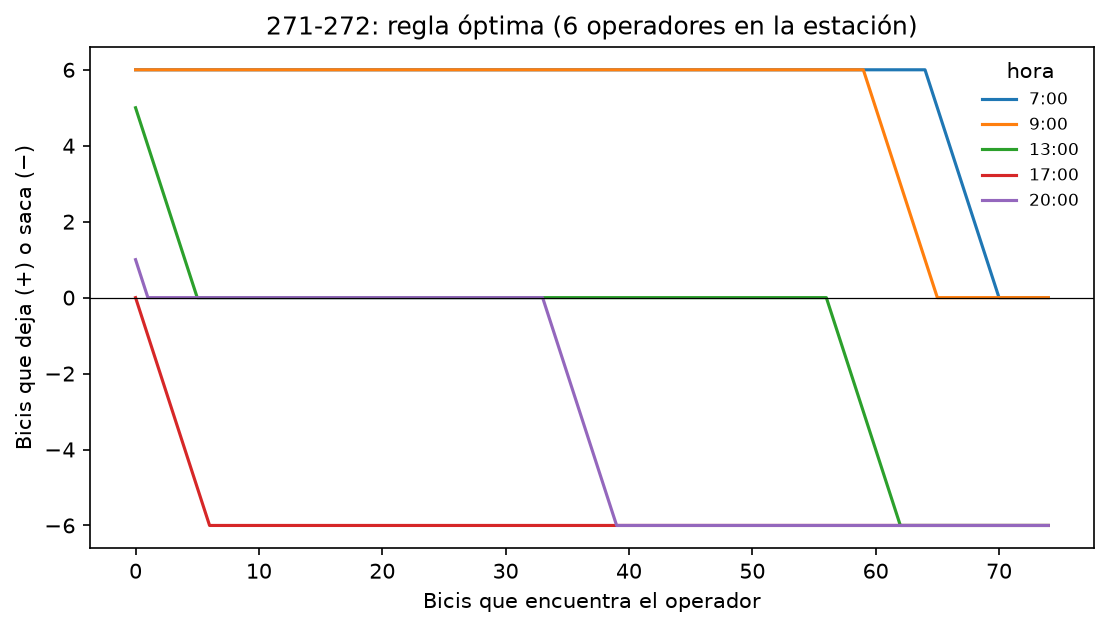 271-272: regla óptima (6 operadores en la estación)
Bicis que deja (+) o saca (−)
6
4
2
0
−2
−4
−6
hora
7:00
9:00
13:00
17:00
20:00
0 10 20 30 40 50 60 70
Bicis que encuentra el operador